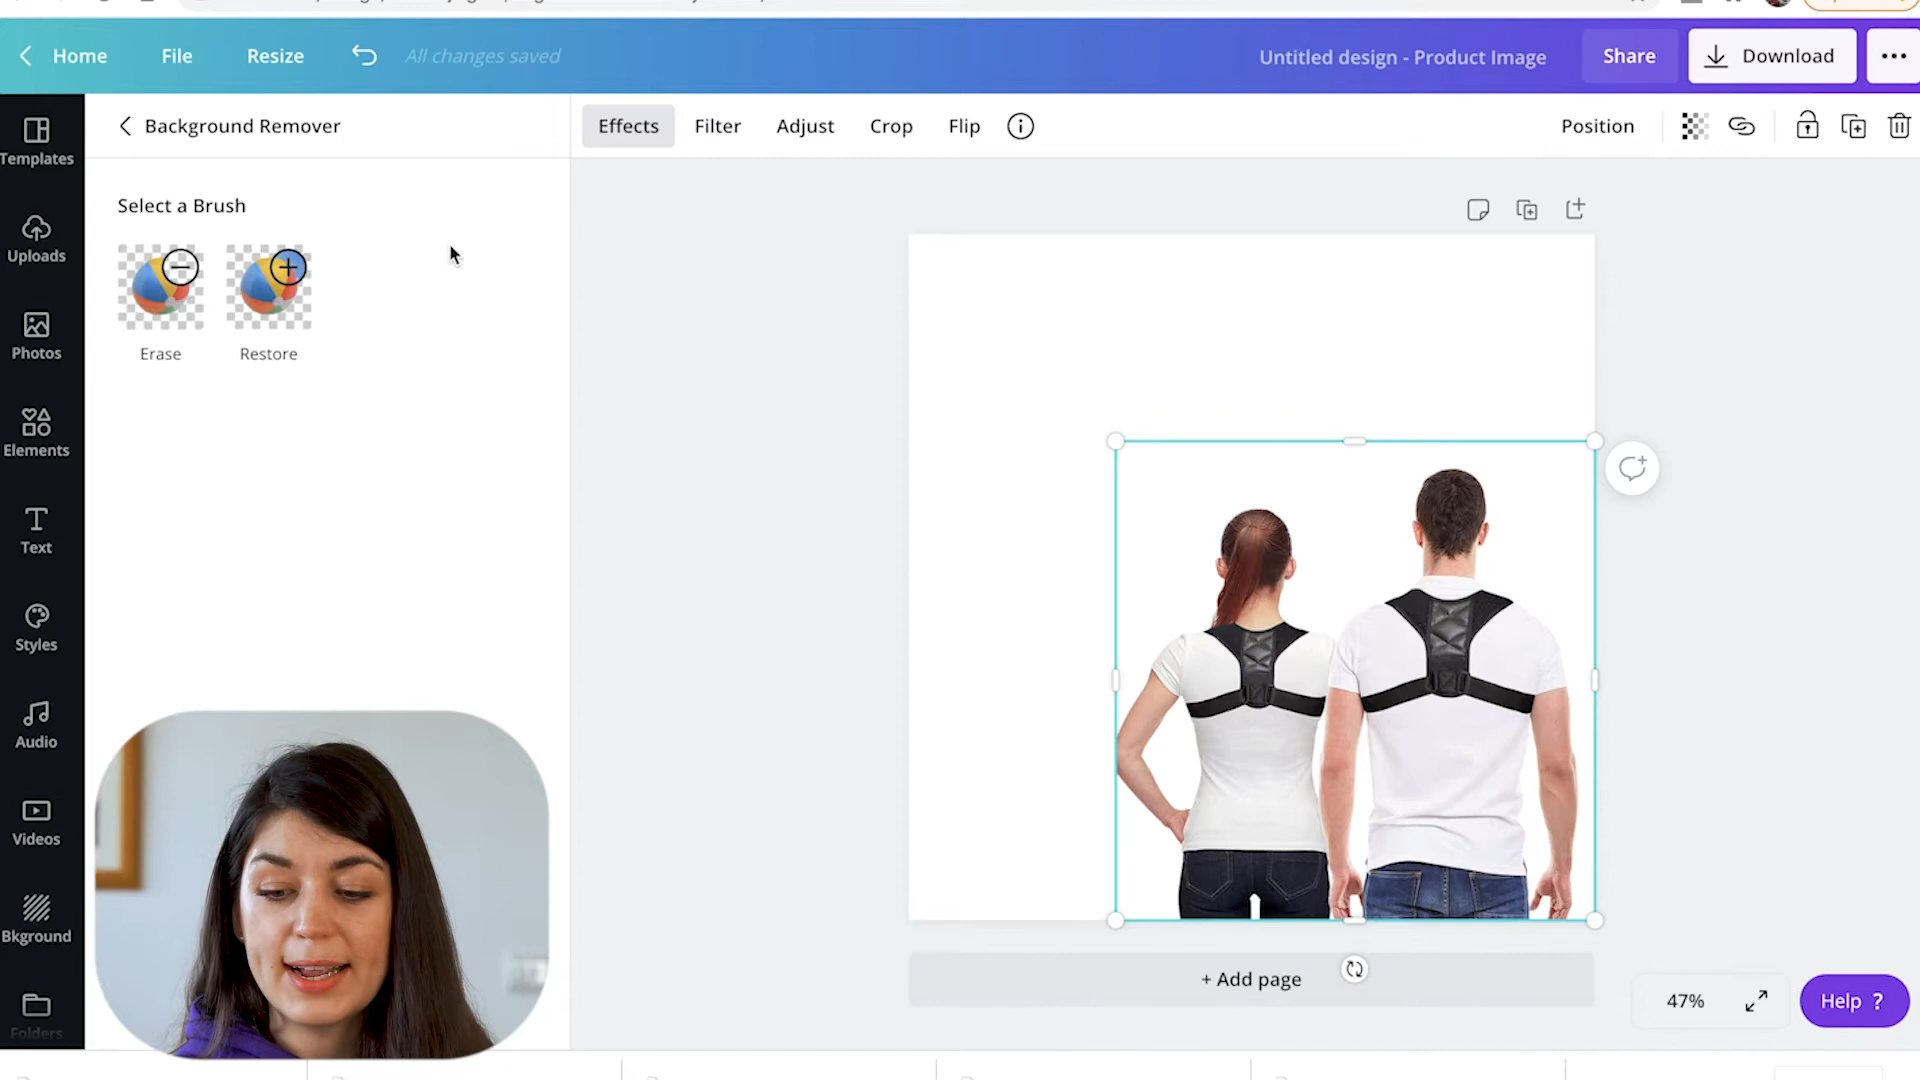 Home
File
Resize
All changes saved
Untitled design - Product Image
Share
Download
Templates
Uploads
Photos
Elements
Text
Styles
Audio
Videos
Bkground
Folders
Background Remover
Select a Brush
Erase
Restore
Effects
Filter
Adjust
Crop
Flip
Position
+ Add page
47%
Help ?